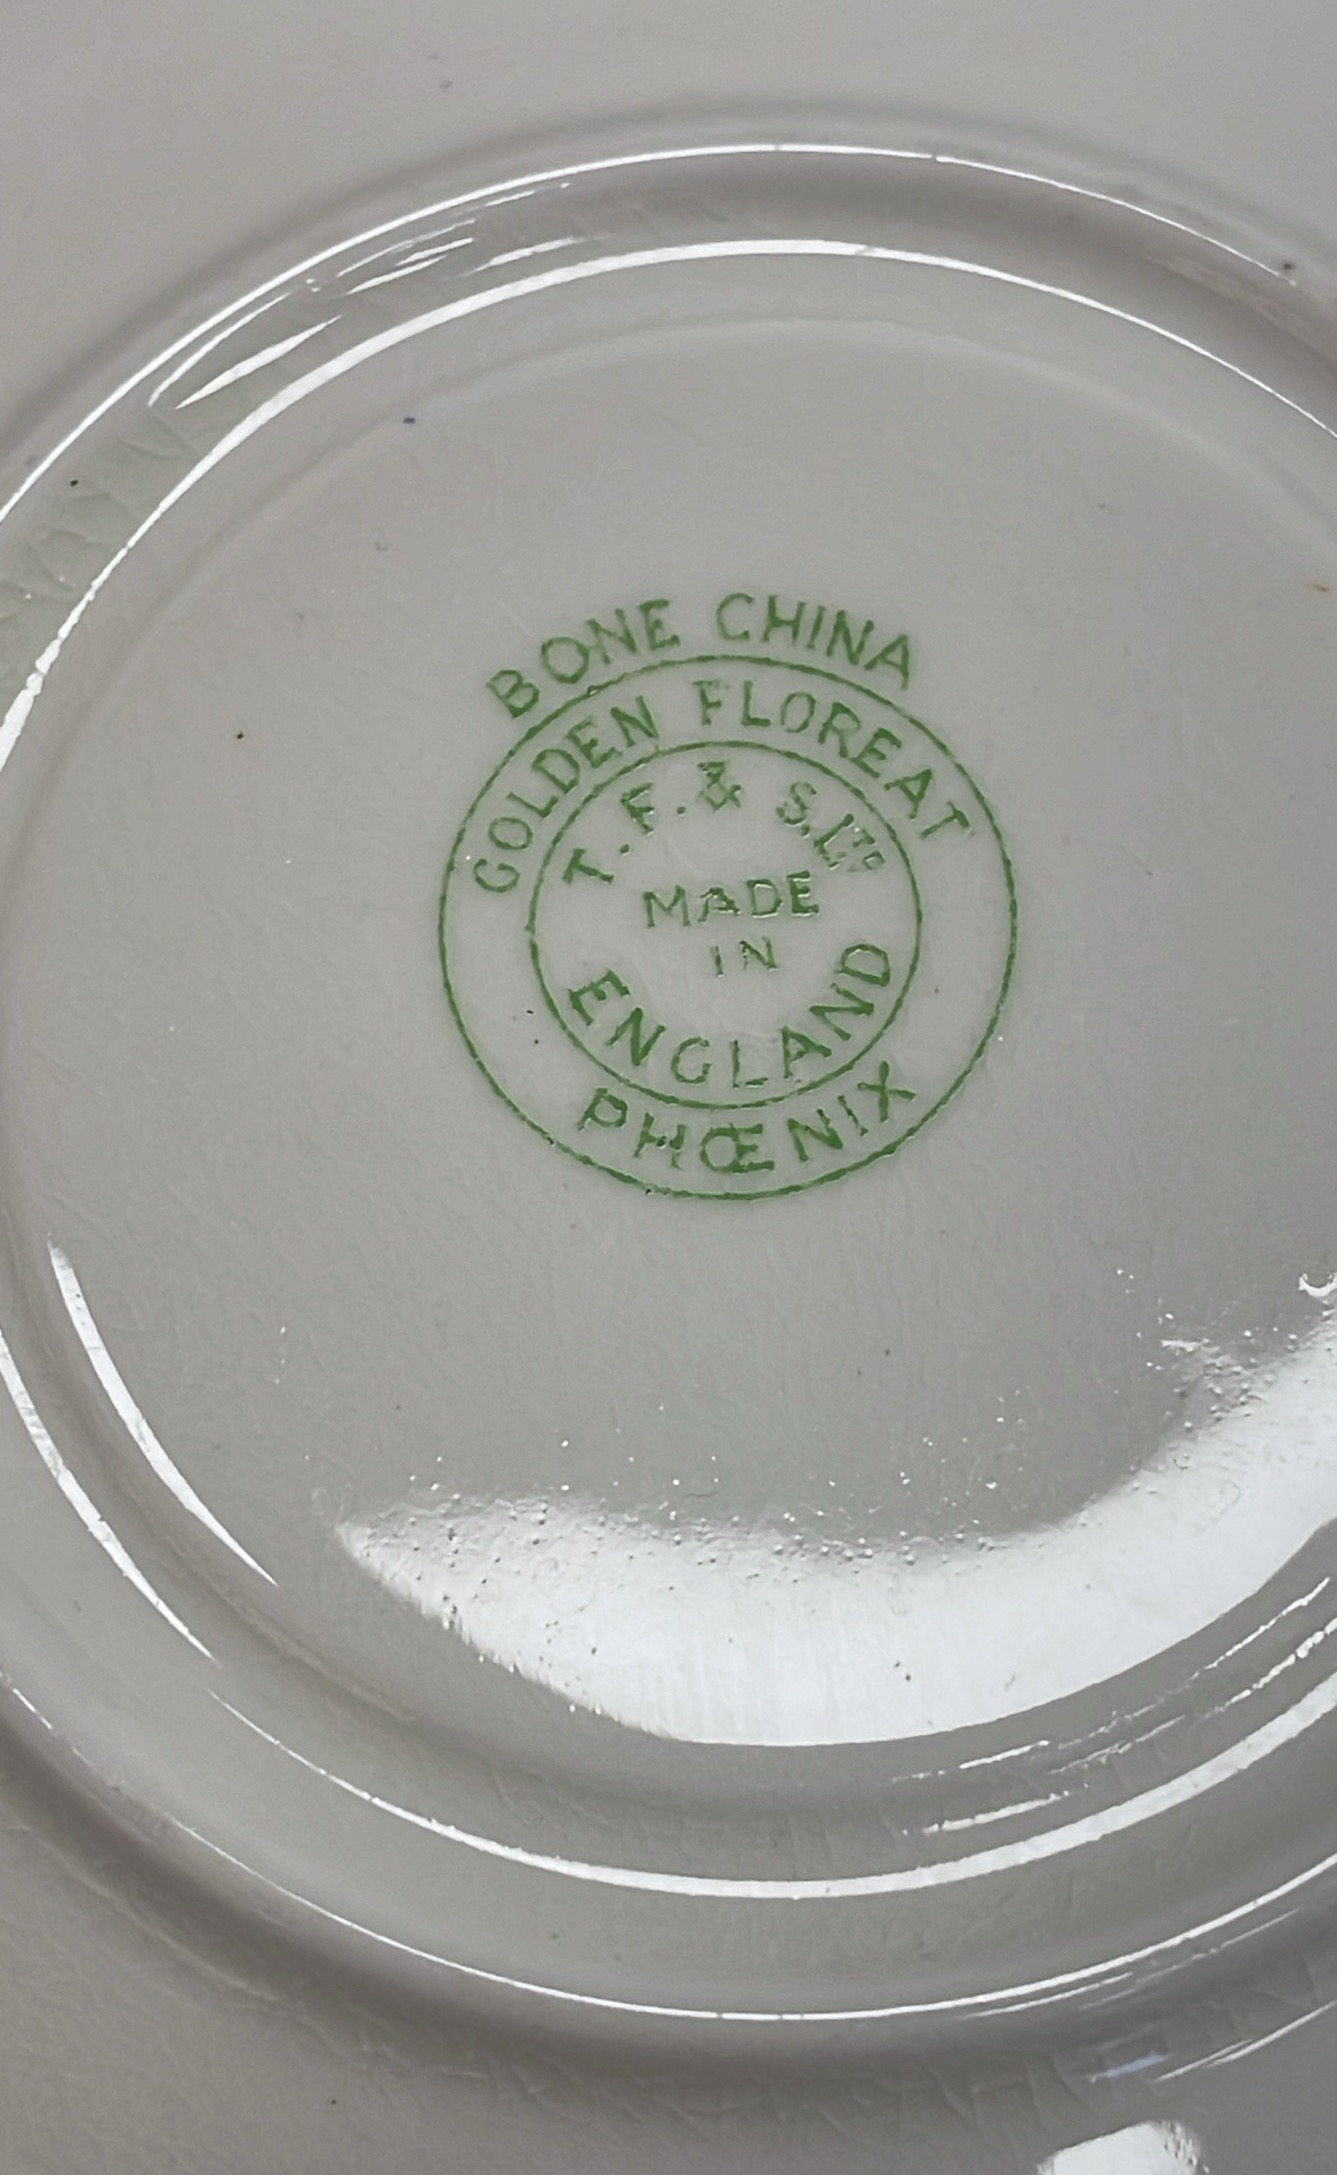 BONE CHINA
GOLDEN FLOREAT
T. F. & S. LTD
MADE
IN
ENGLAND
PHŒNIX